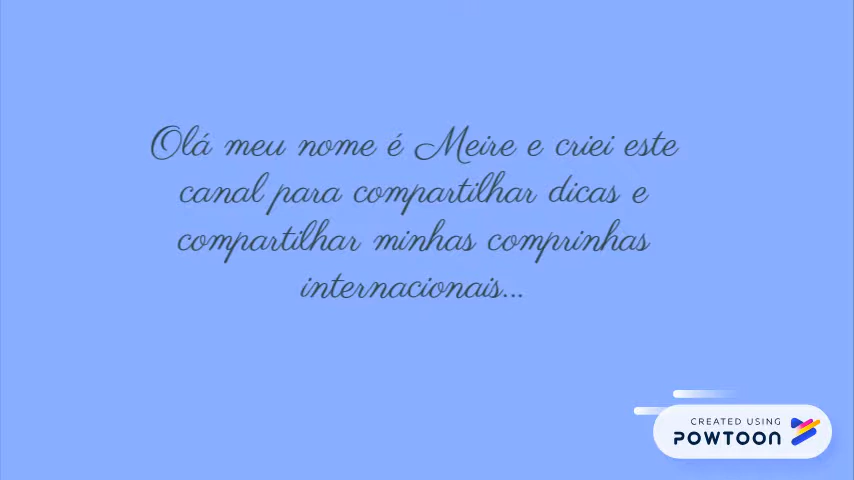 Olá meu nome é Meire e criei este
canal para compartilhar dicas e
compartilhar minhas comprinhas
internacionais...
CREATED USING
POWTOON